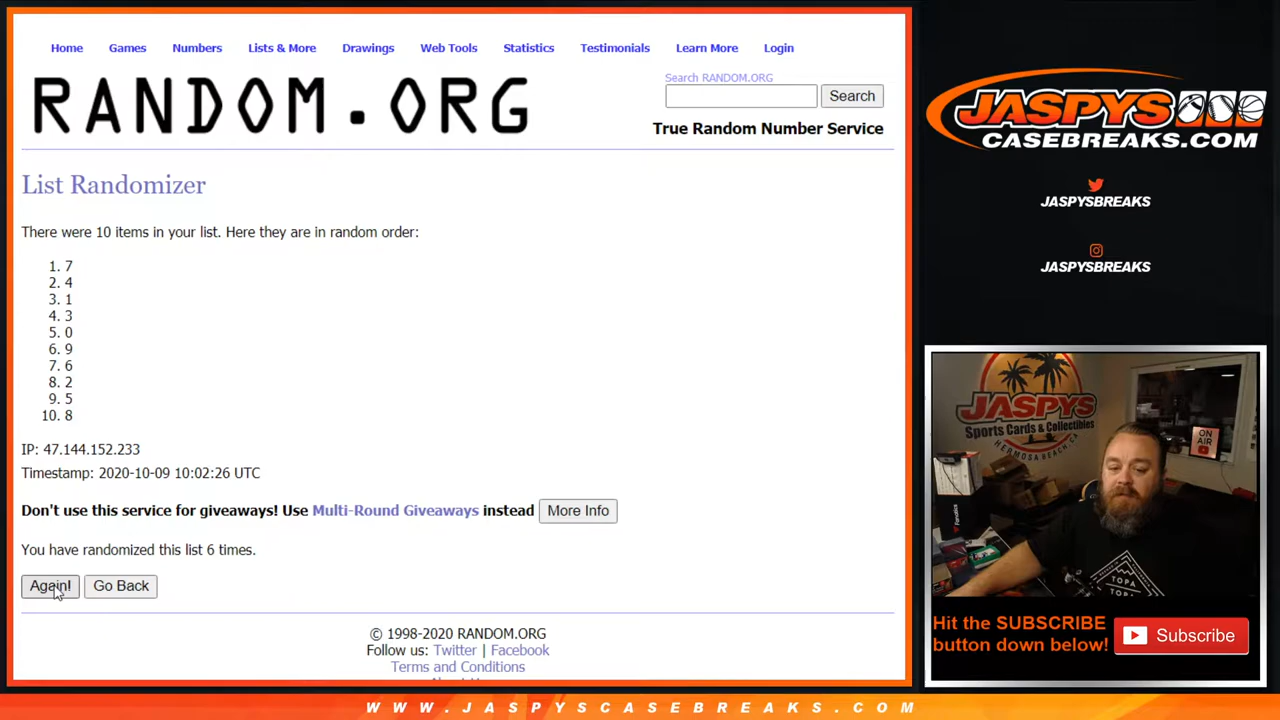 Home Games Numbers Lists & More Drawings Web Tools Statistics Testimonials Learn More Login
RANDOM.ORG
Search RANDOM.ORG
Search
True Random Number Service
List Randomizer
There were 10 items in your list. Here they are in random order:
1. 7
2. 4
3. 1
4. 3
5. 0
6. 9
7. 6
8. 2
9. 5
10. 8
IP: 47.144.152.233
Timestamp: 2020-10-09 10:02:26 UTC
Don't use this service for giveaways! Use Multi-Round Giveaways instead More Info
You have randomized this list 6 times.
Again! Go Back
© 1998-2020 RANDOM.ORG
Follow us: Twitter | Facebook
Terms and Conditions
JASPYS
CASEBREAKS.COM
JASPYSBREAKS
JASPYSBREAKS
JASPYS
Sports Cards & Collectibles
HERMOSA BEACH, CA
ON
AIR
Fanatics
TOPA
TOPA
Hit the SUBSCRIBE
button down below!
Subscribe
WWW.JASPYSCASEBREAKS.COM